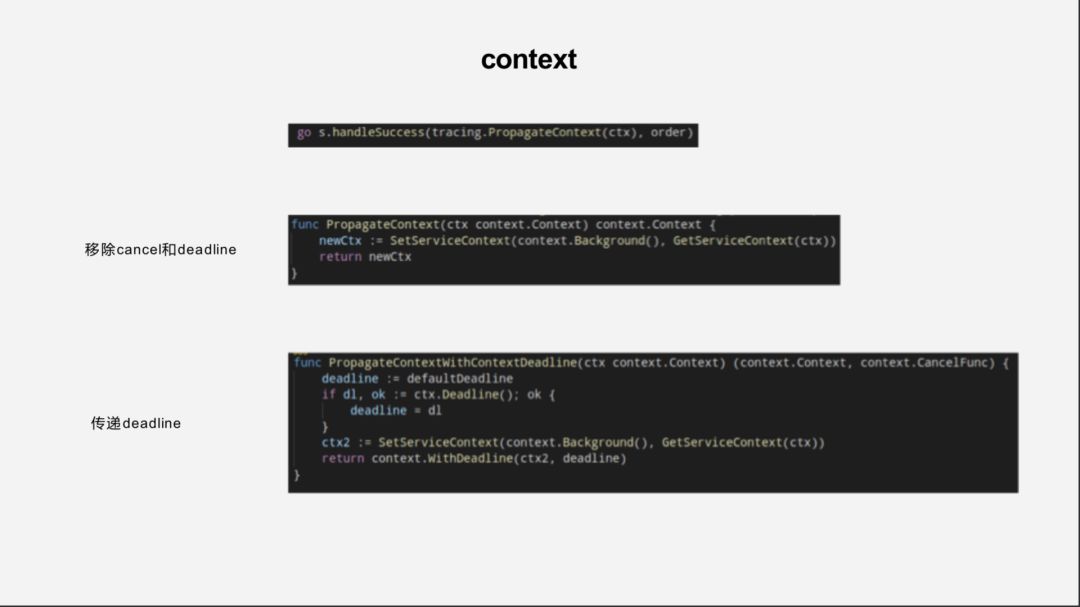 context
go s.handleSuccess(tracing.PropagateContext(ctx), order)
移除cancel和deadline
func PropagateContext(ctx context.Context) context.Context {
newCtx := SetServiceContext(context.Background(), GetServiceContext(ctx))
return newCtx
}
传递deadline
func PropagateContextWithContextDeadline(ctx context.Context) (context.Context, context.CancelFunc) {
deadline := defaultDeadline
if dl, ok := ctx.Deadline(); ok {
deadline = dl
}
ctx2 := SetServiceContext(context.Background(), GetServiceContext(ctx))
return context.WithDeadline(ctx2, deadline)
}